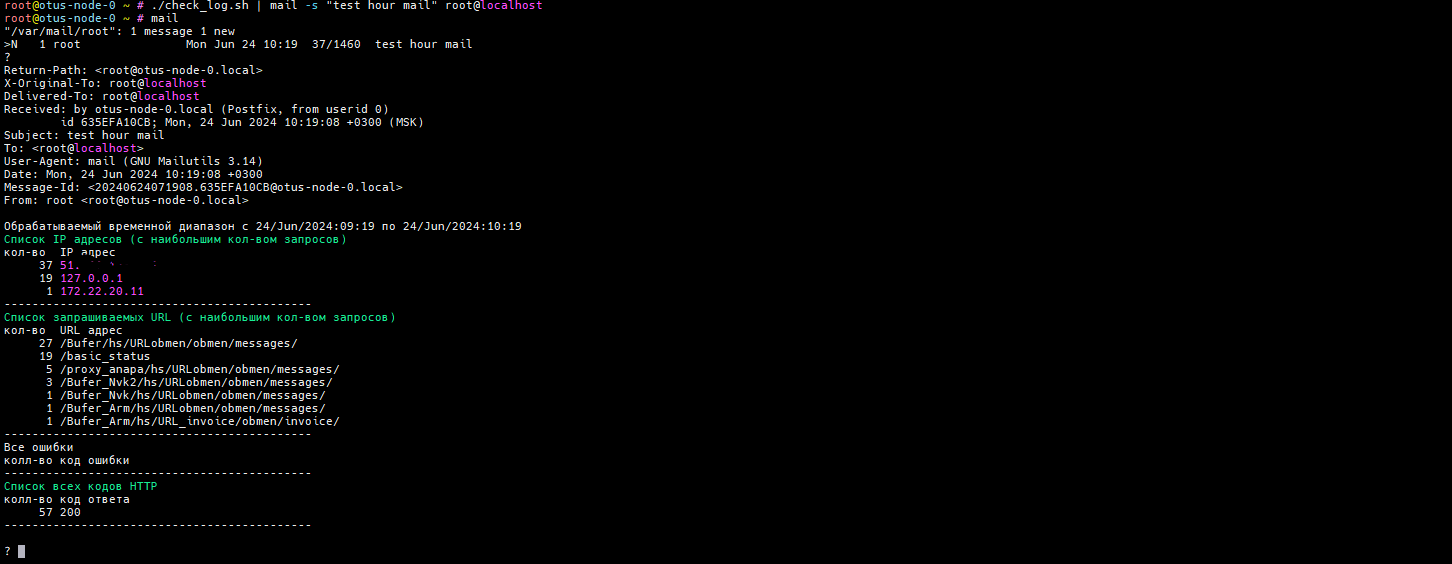 root@otus-node-0 ~ # ./check_log.sh | mail -s "test hour mail" root@localhost
root@otus-node-0 ~ # mail
"/var/mail/root": 1 message 1 new
>N   1 root               Mon Jun 24 10:19  37/1460  test hour mail
?
Return-Path: <root@otus-node-0.local>
X-Original-To: root@localhost
Delivered-To: root@localhost
Received: by otus-node-0.local (Postfix, from userid 0)
        id 635EFA10CB; Mon, 24 Jun 2024 10:19:08 +0300 (MSK)
Subject: test hour mail
To: <root@localhost>
User-Agent: mail (GNU Mailutils 3.14)
Date: Mon, 24 Jun 2024 10:19:08 +0300
Message-Id: <20240624071908.635EFA10CB@otus-node-0.local>
From: root <root@otus-node-0.local>

Обрабатываемый временной диапазон с 24/Jun/2024:09:19 по 24/Jun/2024:10:19
Список IP адресов (с наибольшим кол-вом запросов)
кол-во  IP адрес
     37 51.
     19 127.0.0.1
      1 172.22.20.11
--------------------------------------------
Список запрашиваемых URL (с наибольшим кол-вом запросов)
кол-во  URL адрес
     27 /Bufer/hs/URLobmen/obmen/messages/
     19 /basic_status
      5 /proxy_anapa/hs/URLobmen/obmen/messages/
      3 /Bufer_Nvk2/hs/URLobmen/obmen/messages/
      1 /Bufer_Nvk/hs/URLobmen/obmen/messages/
      1 /Bufer_Arm/hs/URLobmen/obmen/messages/
      1 /Bufer_Arm/hs/URL_invoice/obmen/invoice/
--------------------------------------------
Все ошибки
колл-во код ошибки
--------------------------------------------
Список всех кодов HTTP
колл-во код ответа
     57 200
--------------------------------------------

?